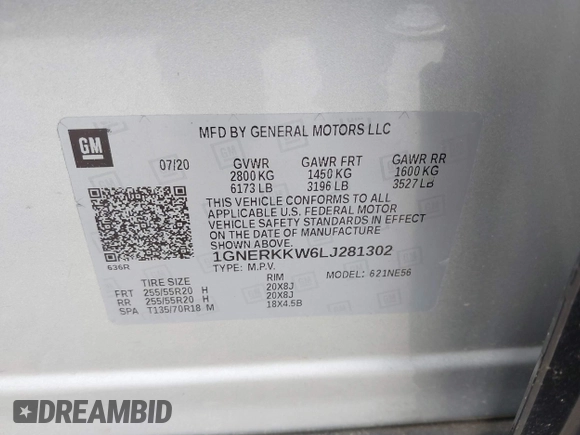 GM
MFD BY GENERAL MOTORS LLC
07/20 GVWR GAWR FRT GAWR RR
2800 KG 1450 KG 1600 KG
6173 LB 3196 LB 3527 LB
THIS VEHICLE CONFORMS TO ALL
APPLICABLE U.S. FEDERAL MOTOR
VEHICLE SAFETY STANDARDS IN EFFECT
ON THE DATE OF MANUFACTURE
SHOWN ABOVE.
636R
1GNERKKW6LJ281302
TYPE: M.P.V. MODEL: 621NE56
TIRE SIZE RIM
FRT 255/55R20 H 20X8J
RR 255/55R20 H 20X8J
SPA T135/70R18 M 18X4.5B
DREAMBID